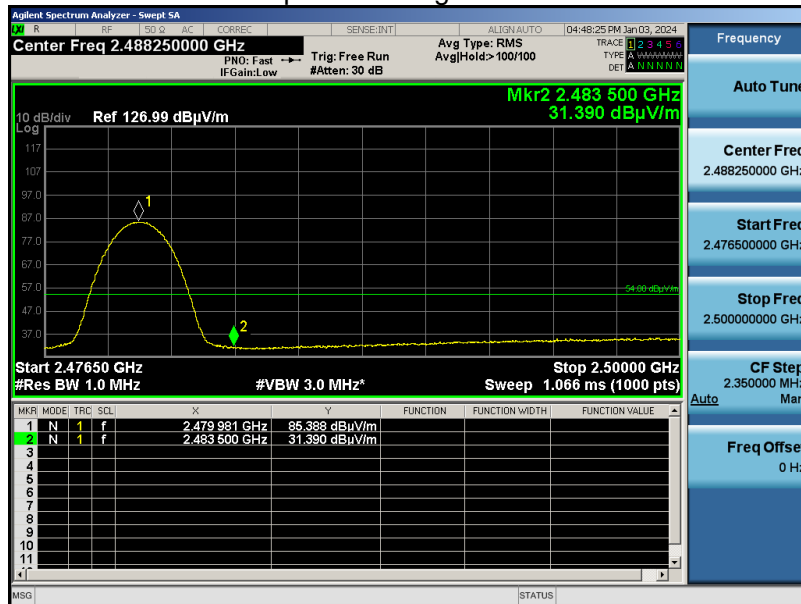 Agilent Spectrum Analyzer - Swept SA
LXI R RF 50 Ω AC CORREC SENSE:INT ALIGN AUTO 04:48:25 PM Jan 03, 2024
Center Freq 2.488250000 GHz
PNO: Fast
IFGain:Low
Trig: Free Run
#Atten: 30 dB
Avg Type: RMS
Avg|Hold:> 100/100
TRACE 1 2 3 4 5 6
TYPE A
DET A N N N N N
Mkr2 2.483 500 GHz
31.390 dBµV/m
10 dB/div Ref 126.99 dBµV/m
Log
117
107
97.0
87.0
77.0
67.0
57.0
47.0
37.0
1
2
54.00 dBµV/m
Start 2.47650 GHz Stop 2.50000 GHz
#Res BW 1.0 MHz #VBW 3.0 MHz* Sweep 1.066 ms (1000 pts)
MKR MODE TRC SCL X Y FUNCTION FUNCTION WIDTH FUNCTION VALUE
1 N 1 f 2.479 981 GHz 85.388 dBµV/m
2 N 1 f 2.483 500 GHz 31.390 dBµV/m
3
4
5
6
7
8
9
10
11
MSG STATUS
Frequency
Auto Tune
Center Freq
2.488250000 GHz
Start Freq
2.476500000 GHz
Stop Freq
2.500000000 GHz
CF Step
2.350000 MHz
Auto Man
Freq Offset
0 Hz